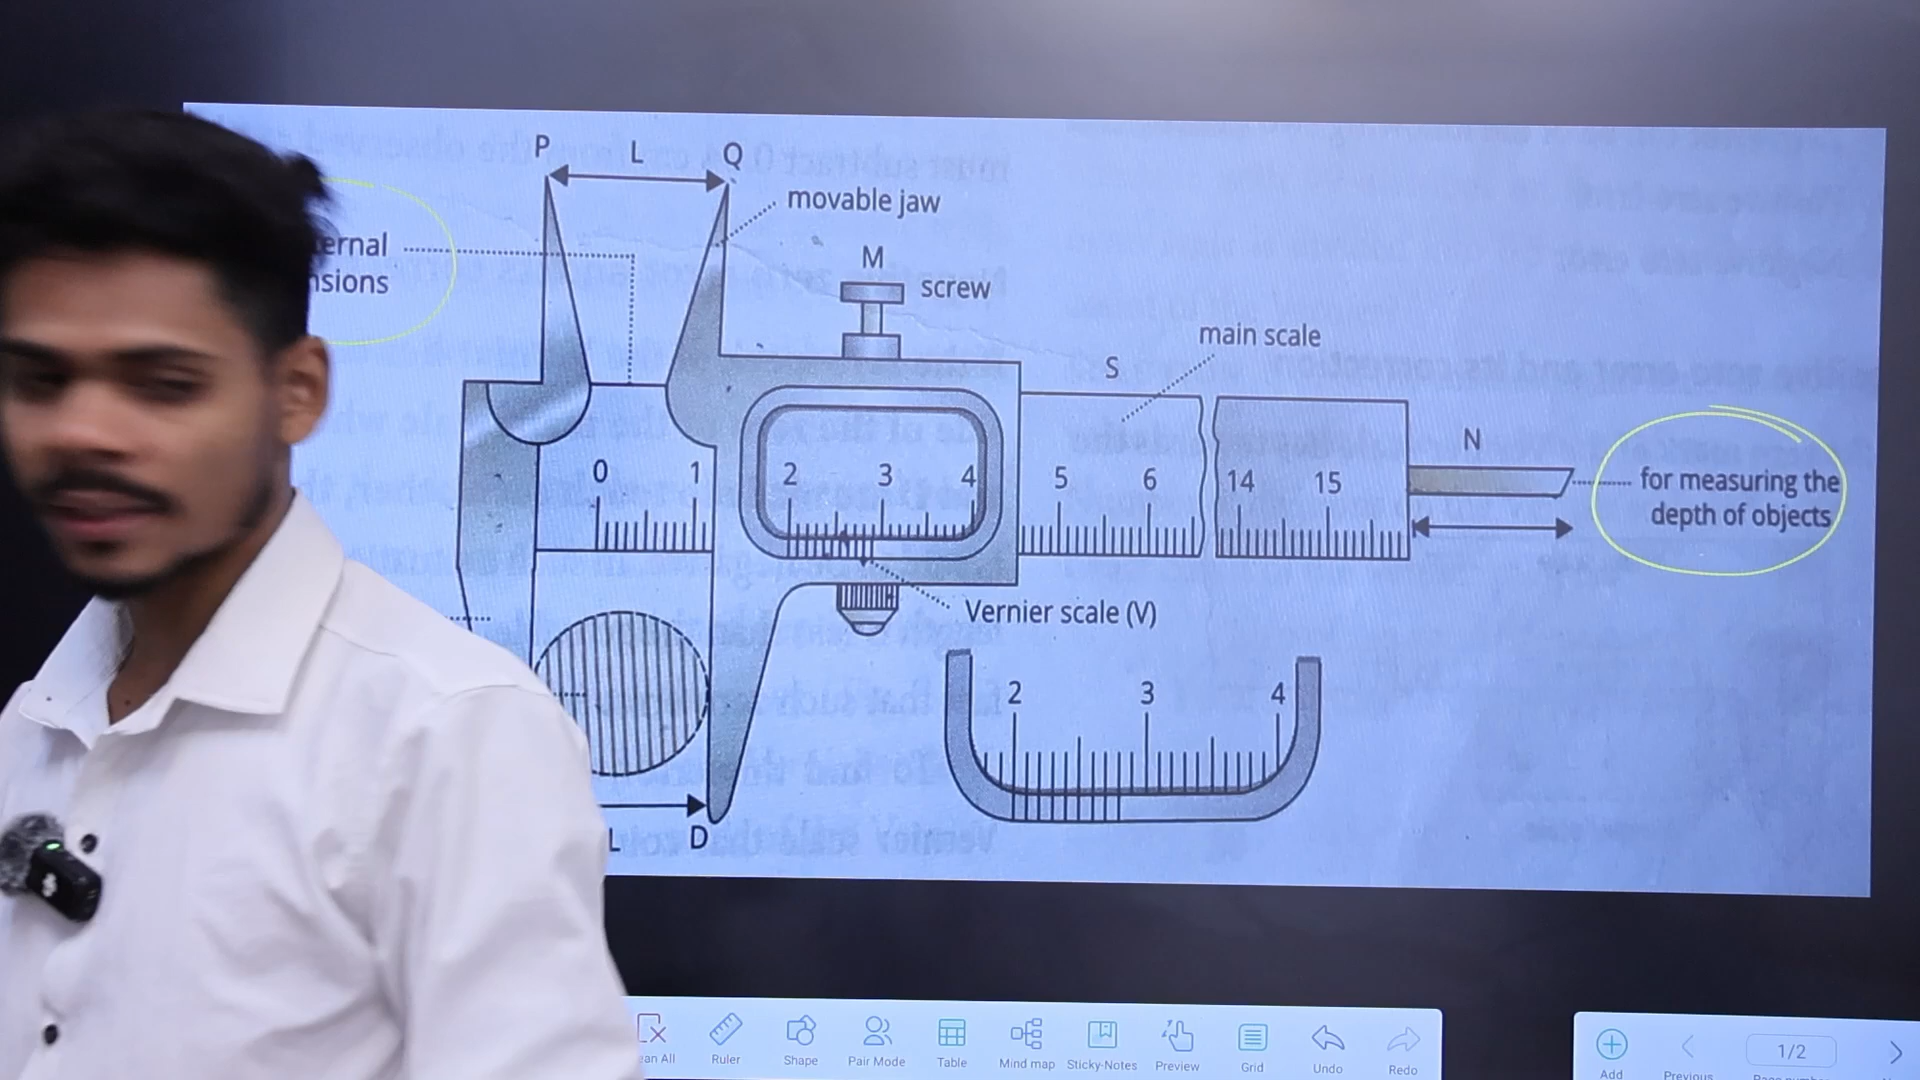 P L Q
movable jaw
ernal
nsions
M
screw
main scale
S
N
0 1 2 3 4 5 6 14 15
for measuring the
depth of objects
Vernier scale (V)
2 3 4
L D
an All Ruler Shape Pair Mode Table Mind map Sticky-Notes Preview Grid Undo Redo
Add Previous 1/2